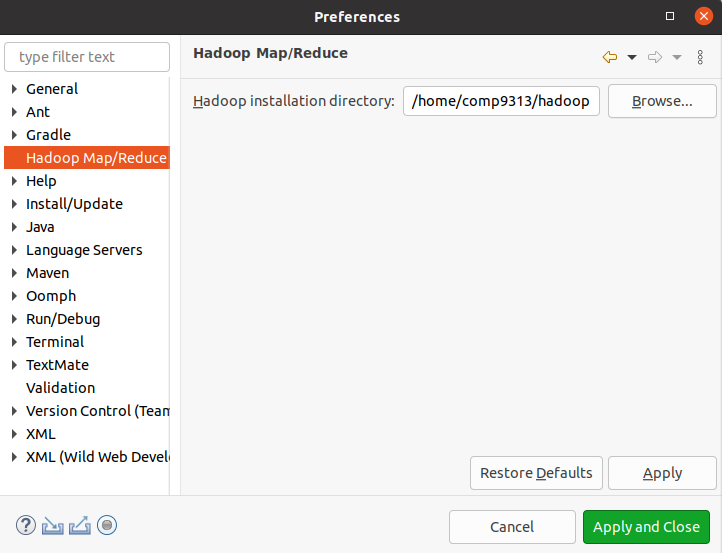 Preferences
type filter text
General
Ant
Gradle
Hadoop Map/Reduce
Help
Install/Update
Java
Language Servers
Maven
Oomph
Run/Debug
Terminal
TextMate
Validation
Version Control (Team
XML
XML (Wild Web Devel
Hadoop Map/Reduce
Hadoop installation directory: /home/comp9313/hadoop Browse...
Restore Defaults Apply
? Cancel Apply and Close